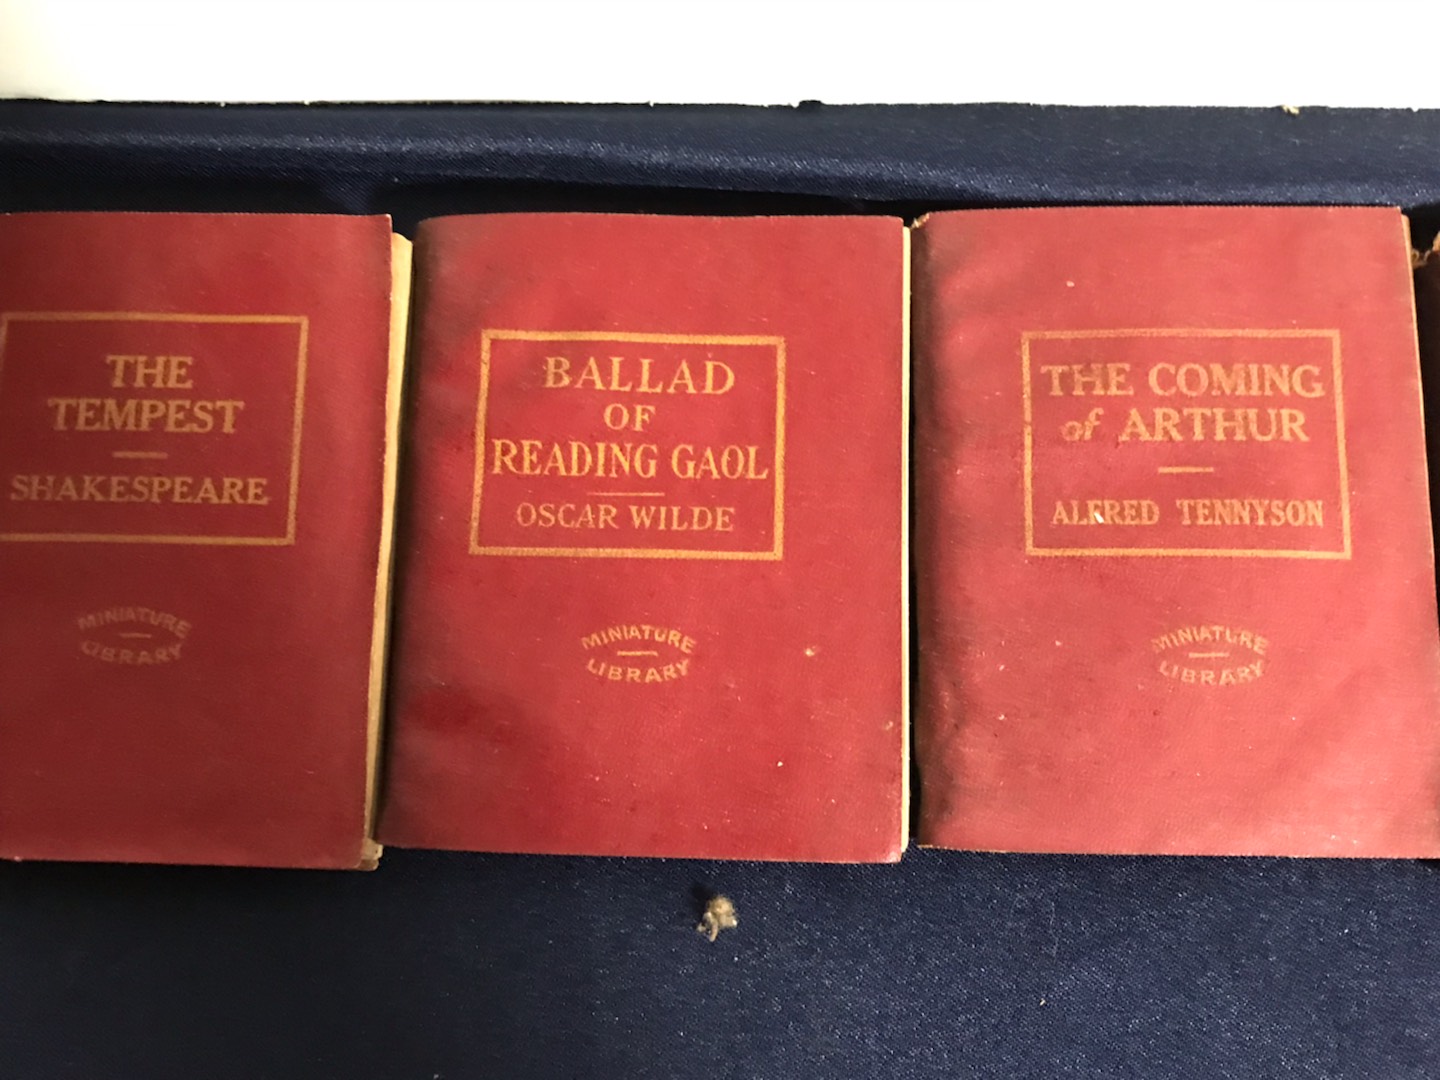 THE
TEMPEST
SHAKESPEARE
MINIATURE
LIBRARY
BALLAD
OF
READING GAOL
OSCAR WILDE
MINIATURE
LIBRARY
THE COMING
of ARTHUR
ALFRED TENNYSON
MINIATURE
LIBRARY